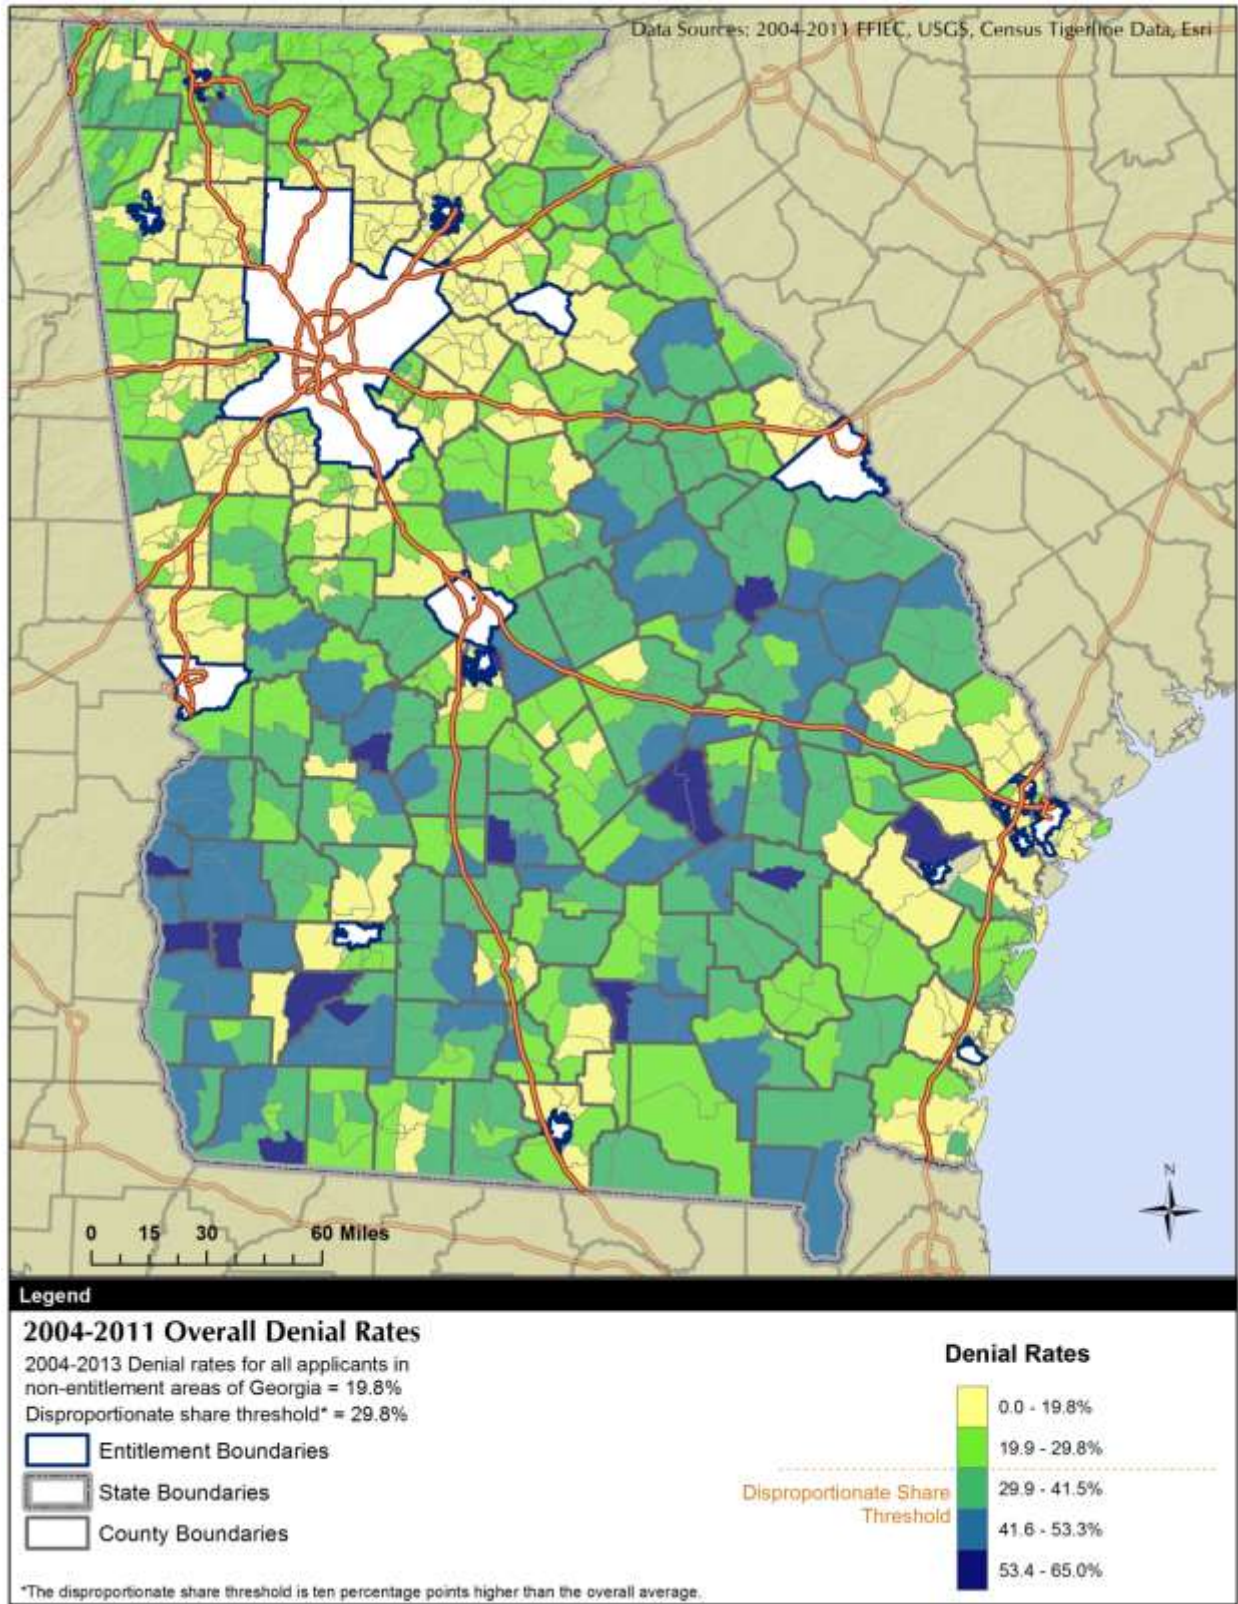 Data Sources: 2004-2011 FFIEC, USGS, Census Tigerline Data, Esri
N
0 15 30 60 Miles
Legend
2004-2011 Overall Denial Rates
2004-2013 Denial rates for all applicants in
non-entitlement areas of Georgia = 19.8%
Disproportionate share threshold* = 29.8%
Entitlement Boundaries
State Boundaries
County Boundaries
*The disproportionate share threshold is ten percentage points higher than the overall average.
Denial Rates
0.0 - 19.8%
19.9 - 29.8%
Disproportionate Share
Threshold
29.9 - 41.5%
41.6 - 53.3%
53.4 - 65.0%